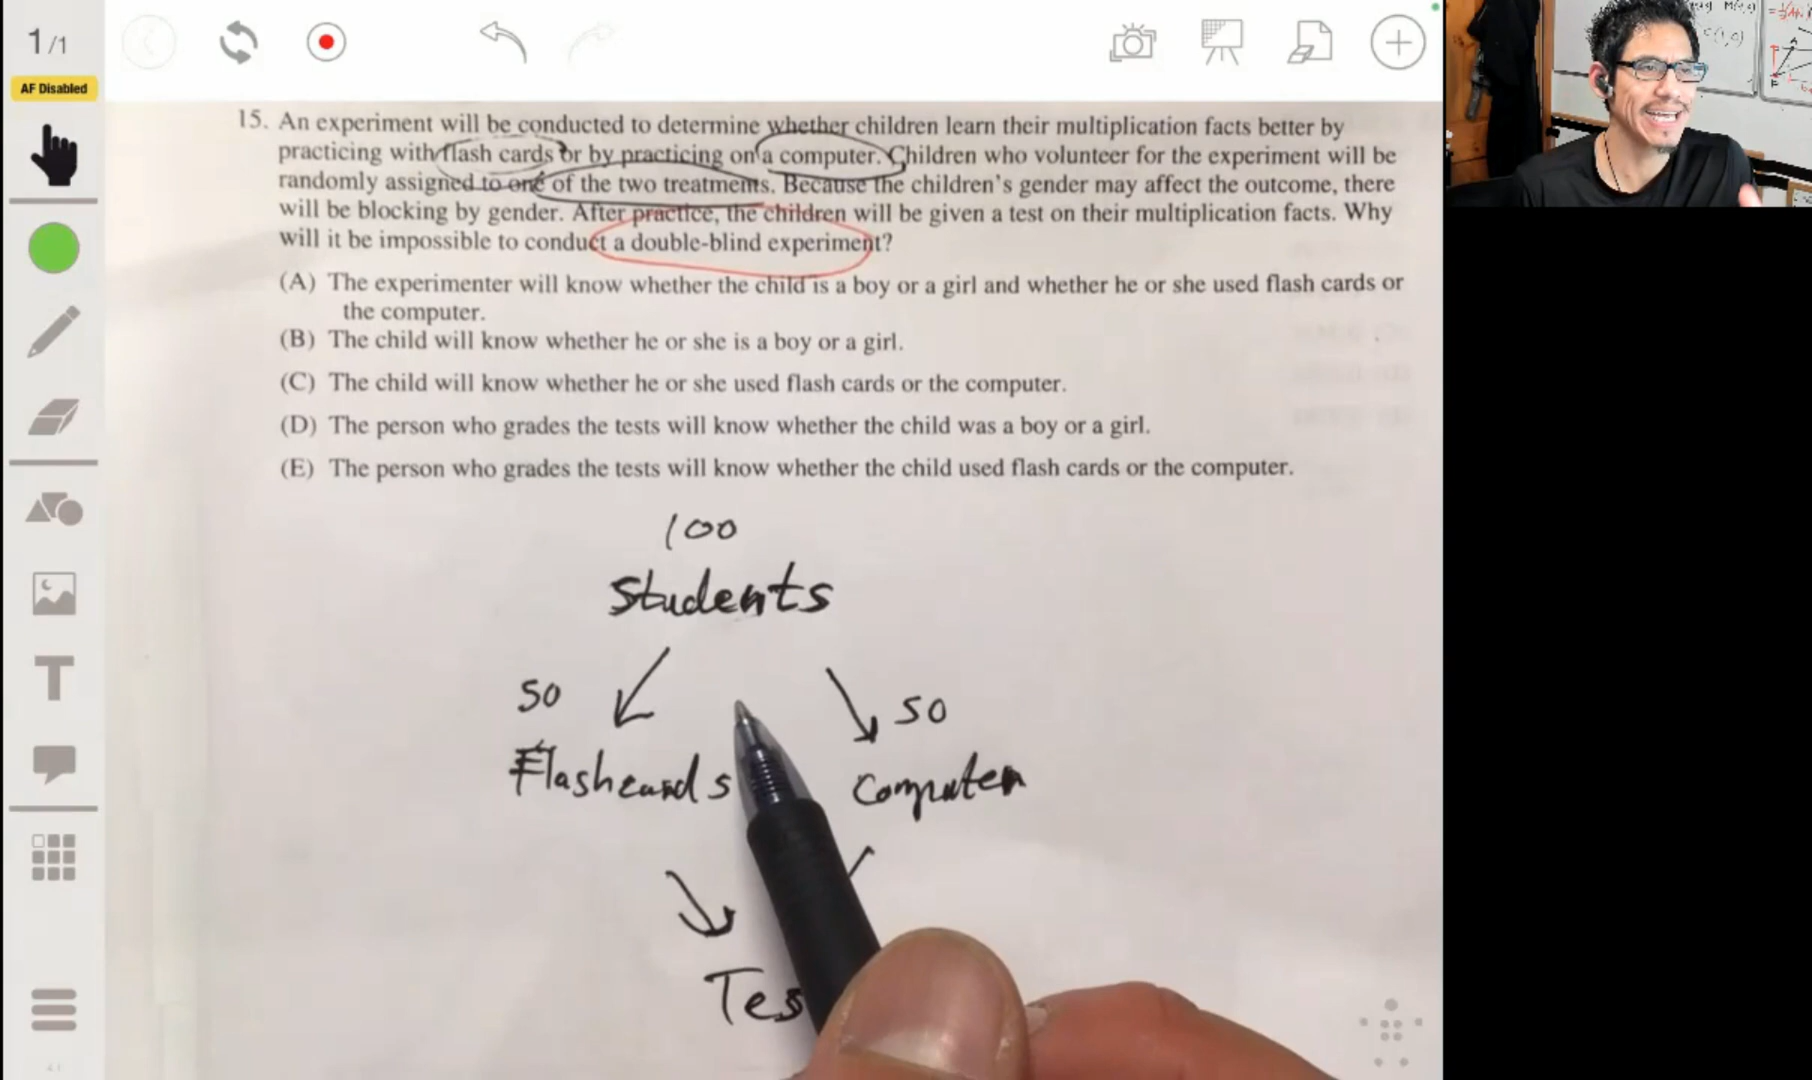 1/1
AF Disabled
15. An experiment will be conducted to determine whether children learn their multiplication facts better by
practicing with flash cards or by practicing on a computer. Children who volunteer for the experiment will be
randomly assigned to one of the two treatments. Because the children's gender may affect the outcome, there
will be blocking by gender. After practice, the children will be given a test on their multiplication facts. Why
will it be impossible to conduct a double-blind experiment?
(A) The experimenter will know whether the child is a boy or a girl and whether he or she used flash cards or
the computer.
(B) The child will know whether he or she is a boy or a girl.
(C) The child will know whether he or she used flash cards or the computer.
(D) The person who grades the tests will know whether the child was a boy or a girl.
(E) The person who grades the tests will know whether the child used flash cards or the computer.
100
Students
50 50
Flashcards Computer
Tes
T